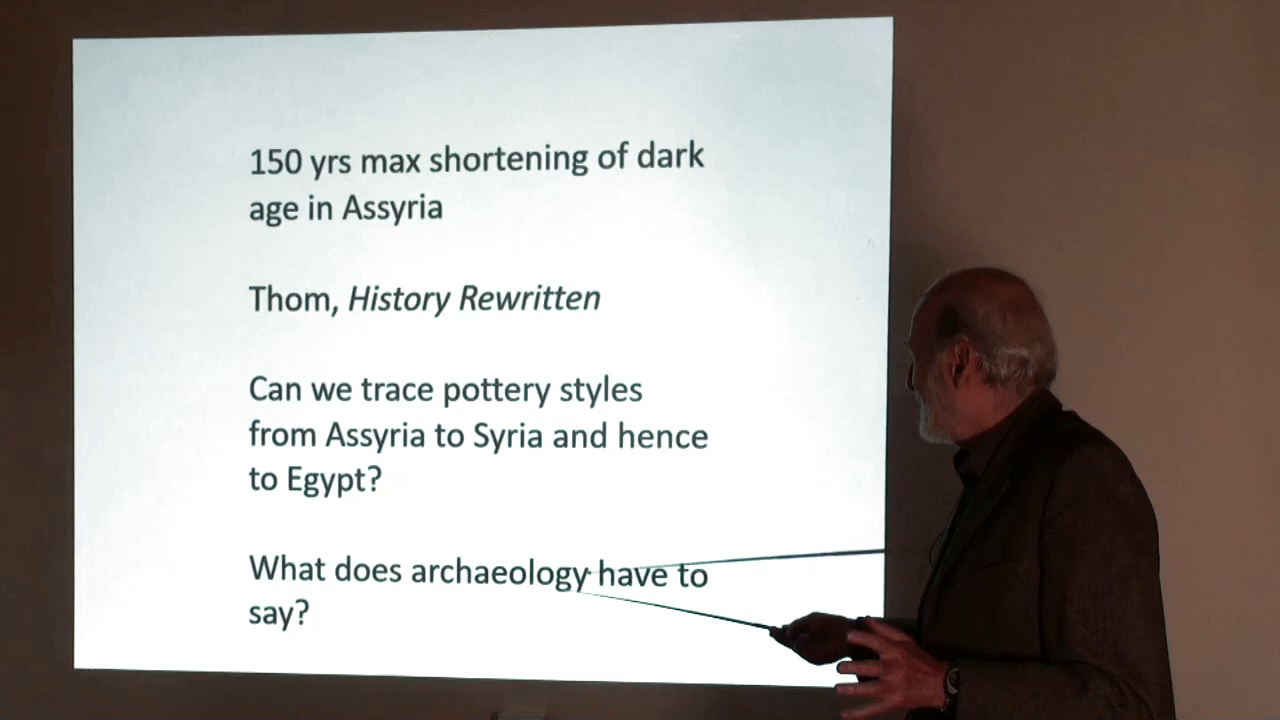 150 yrs max shortening of dark
age in Assyria
Thom, History Rewritten
Can we trace pottery styles
from Assyria to Syria and hence
to Egypt?
What does archaeology have to
say?